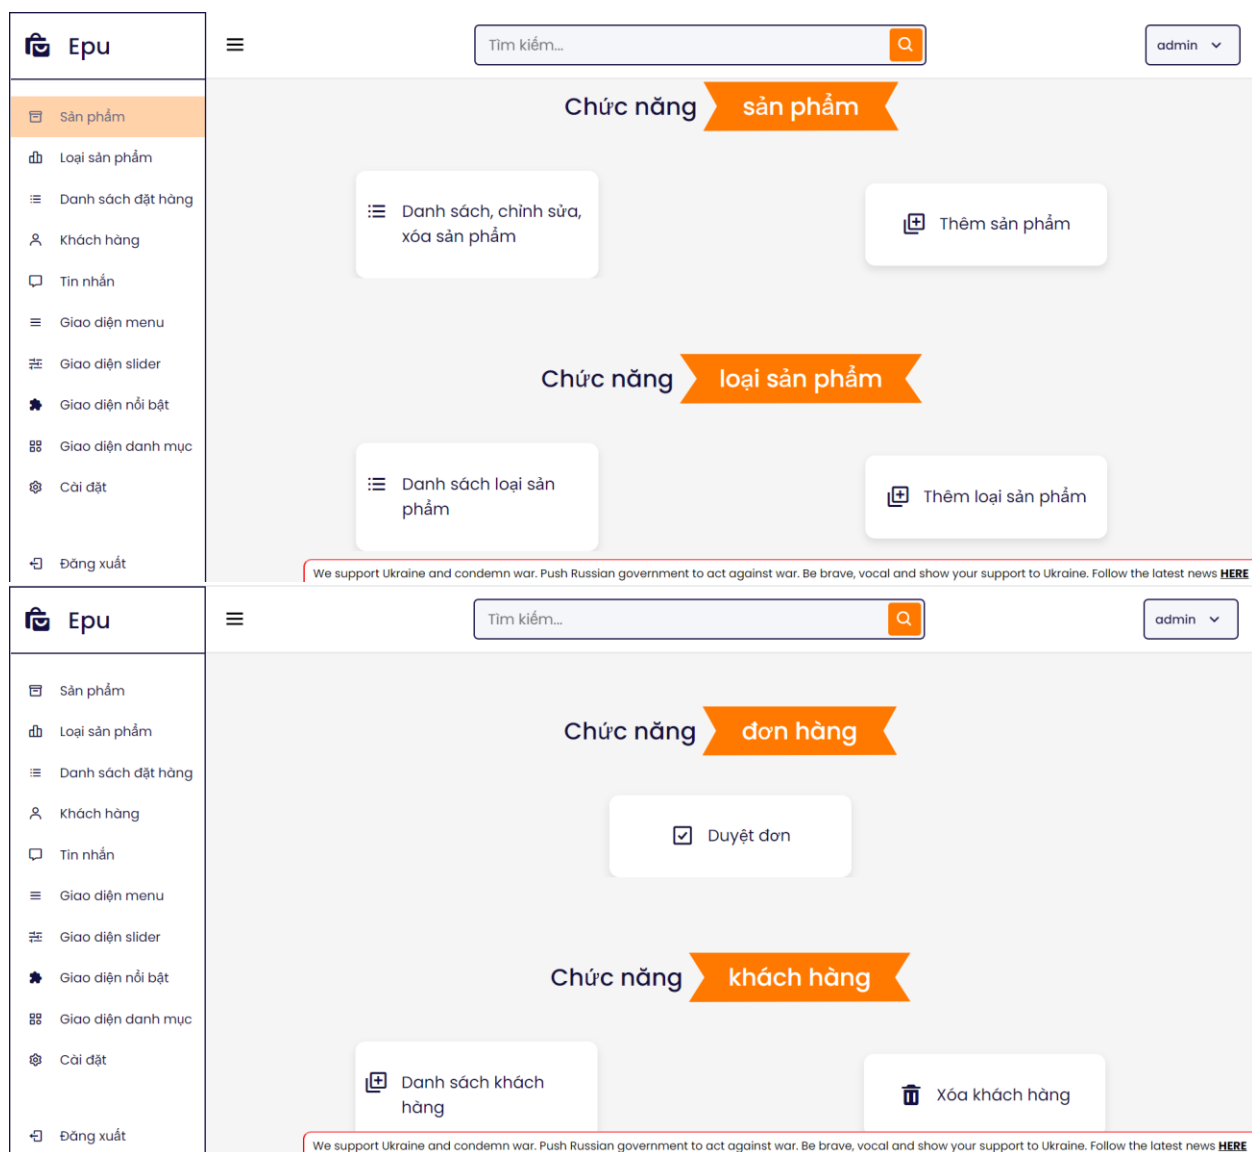 Epu
Tìm kiếm...
admin
Sản phẩm
Loại sản phẩm
Danh sách đặt hàng
Khách hàng
Tin nhắn
Giao diện menu
Giao diện slider
Giao diện nổi bật
Giao diện danh mục
Cài đặt
Đăng xuất
Chức năng sản phẩm
Danh sách, chỉnh sửa,
xóa sản phẩm
Thêm sản phẩm
Chức năng loại sản phẩm
Danh sách loại sản
phẩm
Thêm loại sản phẩm
We support Ukraine and condemn war. Push Russian government to act against war. Be brave, vocal and show your support to Ukraine. Follow the latest news HERE
Epu
Tìm kiếm...
admin
Sản phẩm
Loại sản phẩm
Danh sách đặt hàng
Khách hàng
Tin nhắn
Giao diện menu
Giao diện slider
Giao diện nổi bật
Giao diện danh mục
Cài đặt
Đăng xuất
Chức năng đơn hàng
Duyệt đơn
Chức năng khách hàng
Danh sách khách
hàng
Xóa khách hàng
We support Ukraine and condemn war. Push Russian government to act against war. Be brave, vocal and show your support to Ukraine. Follow the latest news HERE